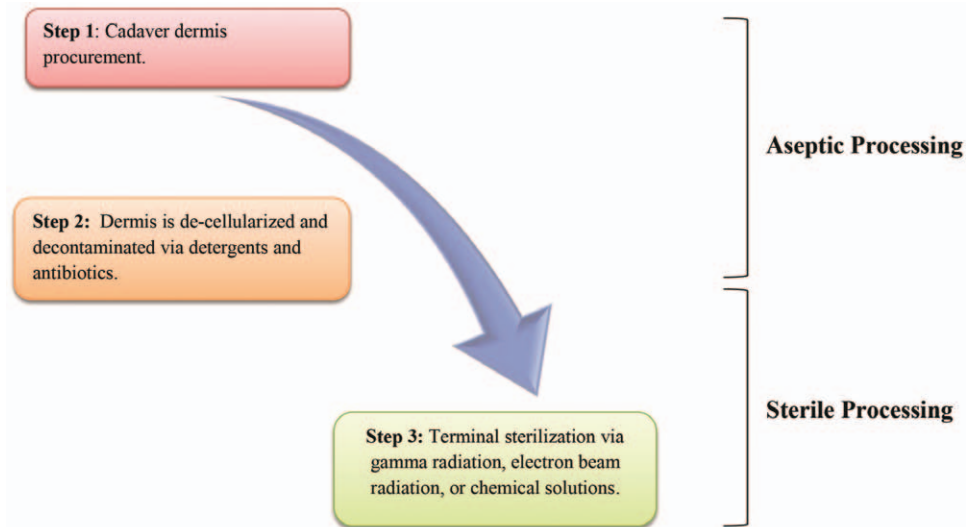 Step 1: Cadaver dermis
procurement.
Aseptic Processing
Step 2: Dermis is de-cellularized and
decontaminated via detergents and
antibiotics.
Sterile Processing
Step 3: Terminal sterilization via
gamma radiation, electron beam
radiation, or chemical solutions.